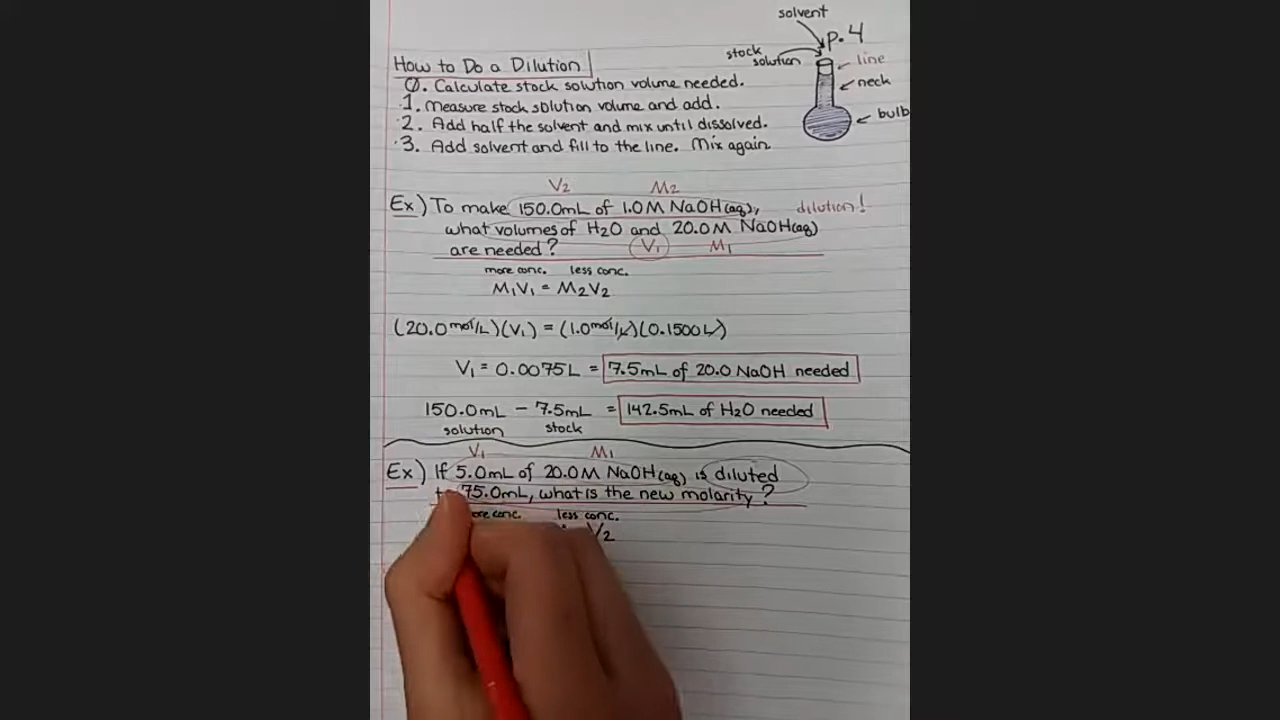 solvent
p.4
stock
solution
line
neck
bulb
How to Do a Dilution
0. Calculate stock solution volume needed.
1. Measure stock solution volume and add.
2. Add half the solvent and mix until dissolved.
3. Add solvent and fill to the line. Mix again.
V₂ M₂
Ex) To make 150.0mL of 1.0M NaOH(aq), dilution!
what volumes of H₂O and 20.0M NaOH(aq)
are needed? V₁ M₁
more conc. less conc.
M₁V₁ = M₂V₂
(20.0mol/L)(V₁) = (1.0mol/L)(0.1500L)
V₁ = 0.0075L = 7.5mL of 20.0 NaOH needed
150.0mL - 7.5mL = 142.5mL of H₂O needed
solution stock
V₁ M₁
Ex) If 5.0mL of 20.0M NaOH(aq) is diluted
75.0mL, what is the new molarity?
conc. less conc.
V₂